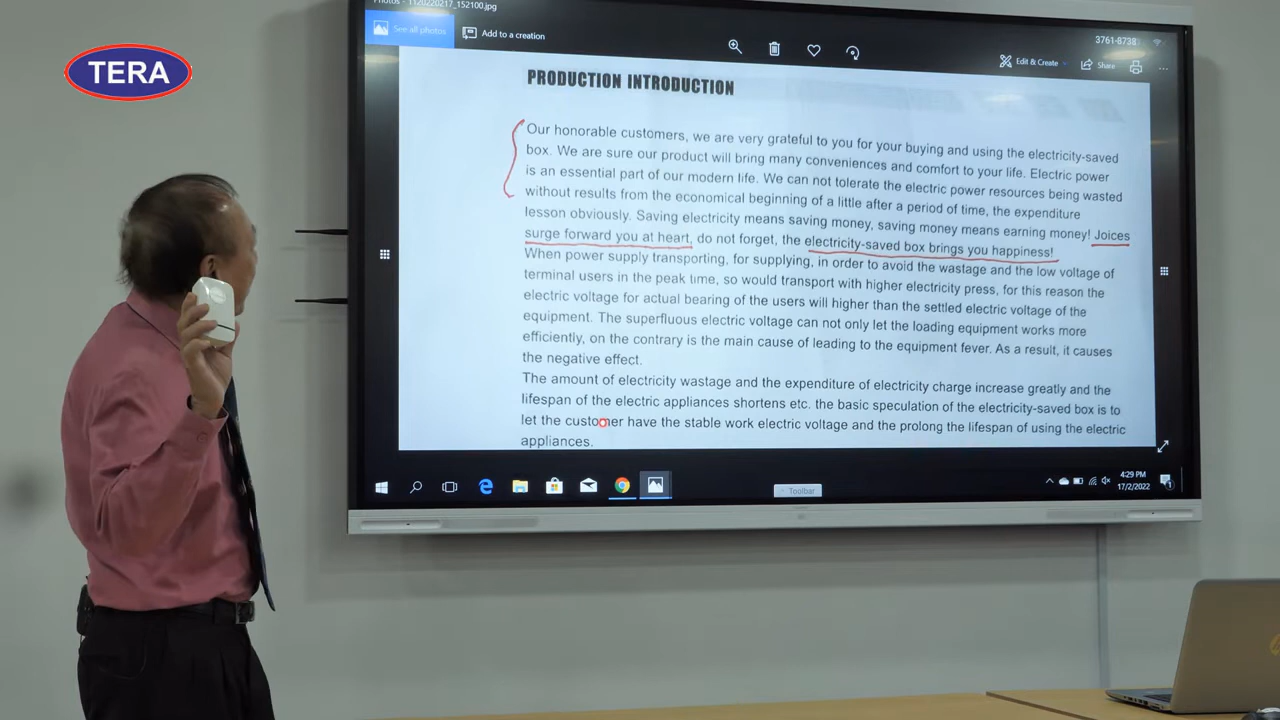 TERA
Photos - 1120220217_152100.jpg
See all photos
Add to a creation
3761-8738
Edit & Create
Share
PRODUCTION INTRODUCTION
Our honorable customers, we are very grateful to you for your buying and using the electricity-saved
box. We are sure our product will bring many conveniences and comfort to your life. Electric power
is an essential part of our modern life. We can not tolerate the electric power resources being wasted
without results from the economical beginning of a little after a period of time, the expenditure
lesson obviously. Saving electricity means saving money, saving money means earning money! Joices
surge forward you at heart, do not forget, the electricity-saved box brings you happiness!
When power supply transporting, for supplying, in order to avoid the wastage and the low voltage of
terminal users in the peak time, so would transport with higher electricity press, for this reason the
electric voltage for actual bearing of the users will higher than the settled electric voltage of the
equipment. The superfluous electric voltage can not only let the loading equipment works more
efficiently, on the contrary is the main cause of leading to the equipment fever. As a result, it causes
the negative effect.
The amount of electricity wastage and the expenditure of electricity charge increase greatly and the
lifespan of the electric appliances shortens etc. the basic speculation of the electricity-saved box is to
let the customer have the stable work electric voltage and the prolong the lifespan of using the electric
appliances.
4:29 PM
17/2/2022
Toolbar